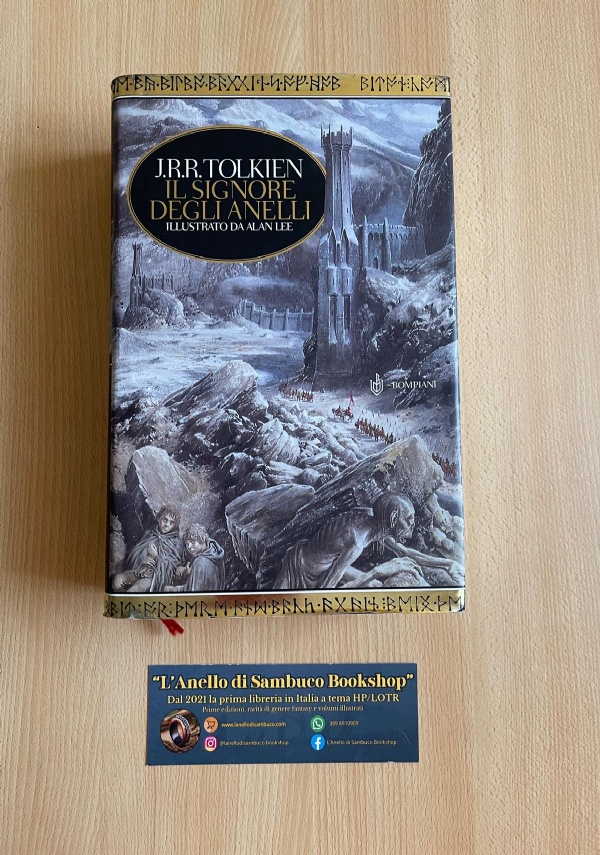 J.R.R. TOLKIEN
IL SIGNORE
DEGLI ANELLI
ILLUSTRATO DA ALAN LEE
BOMPIANI
“L’Anello di Sambuco Bookshop”
Dal 2021 la prima libreria in Italia a tema HP/LOTR
Prime edizioni, rarità di genere fantasy e volumi illustrati
www.lanellodisambuco.com
@lanellodisambuco.bookshop
L'Anello di Sambuco Bookshop